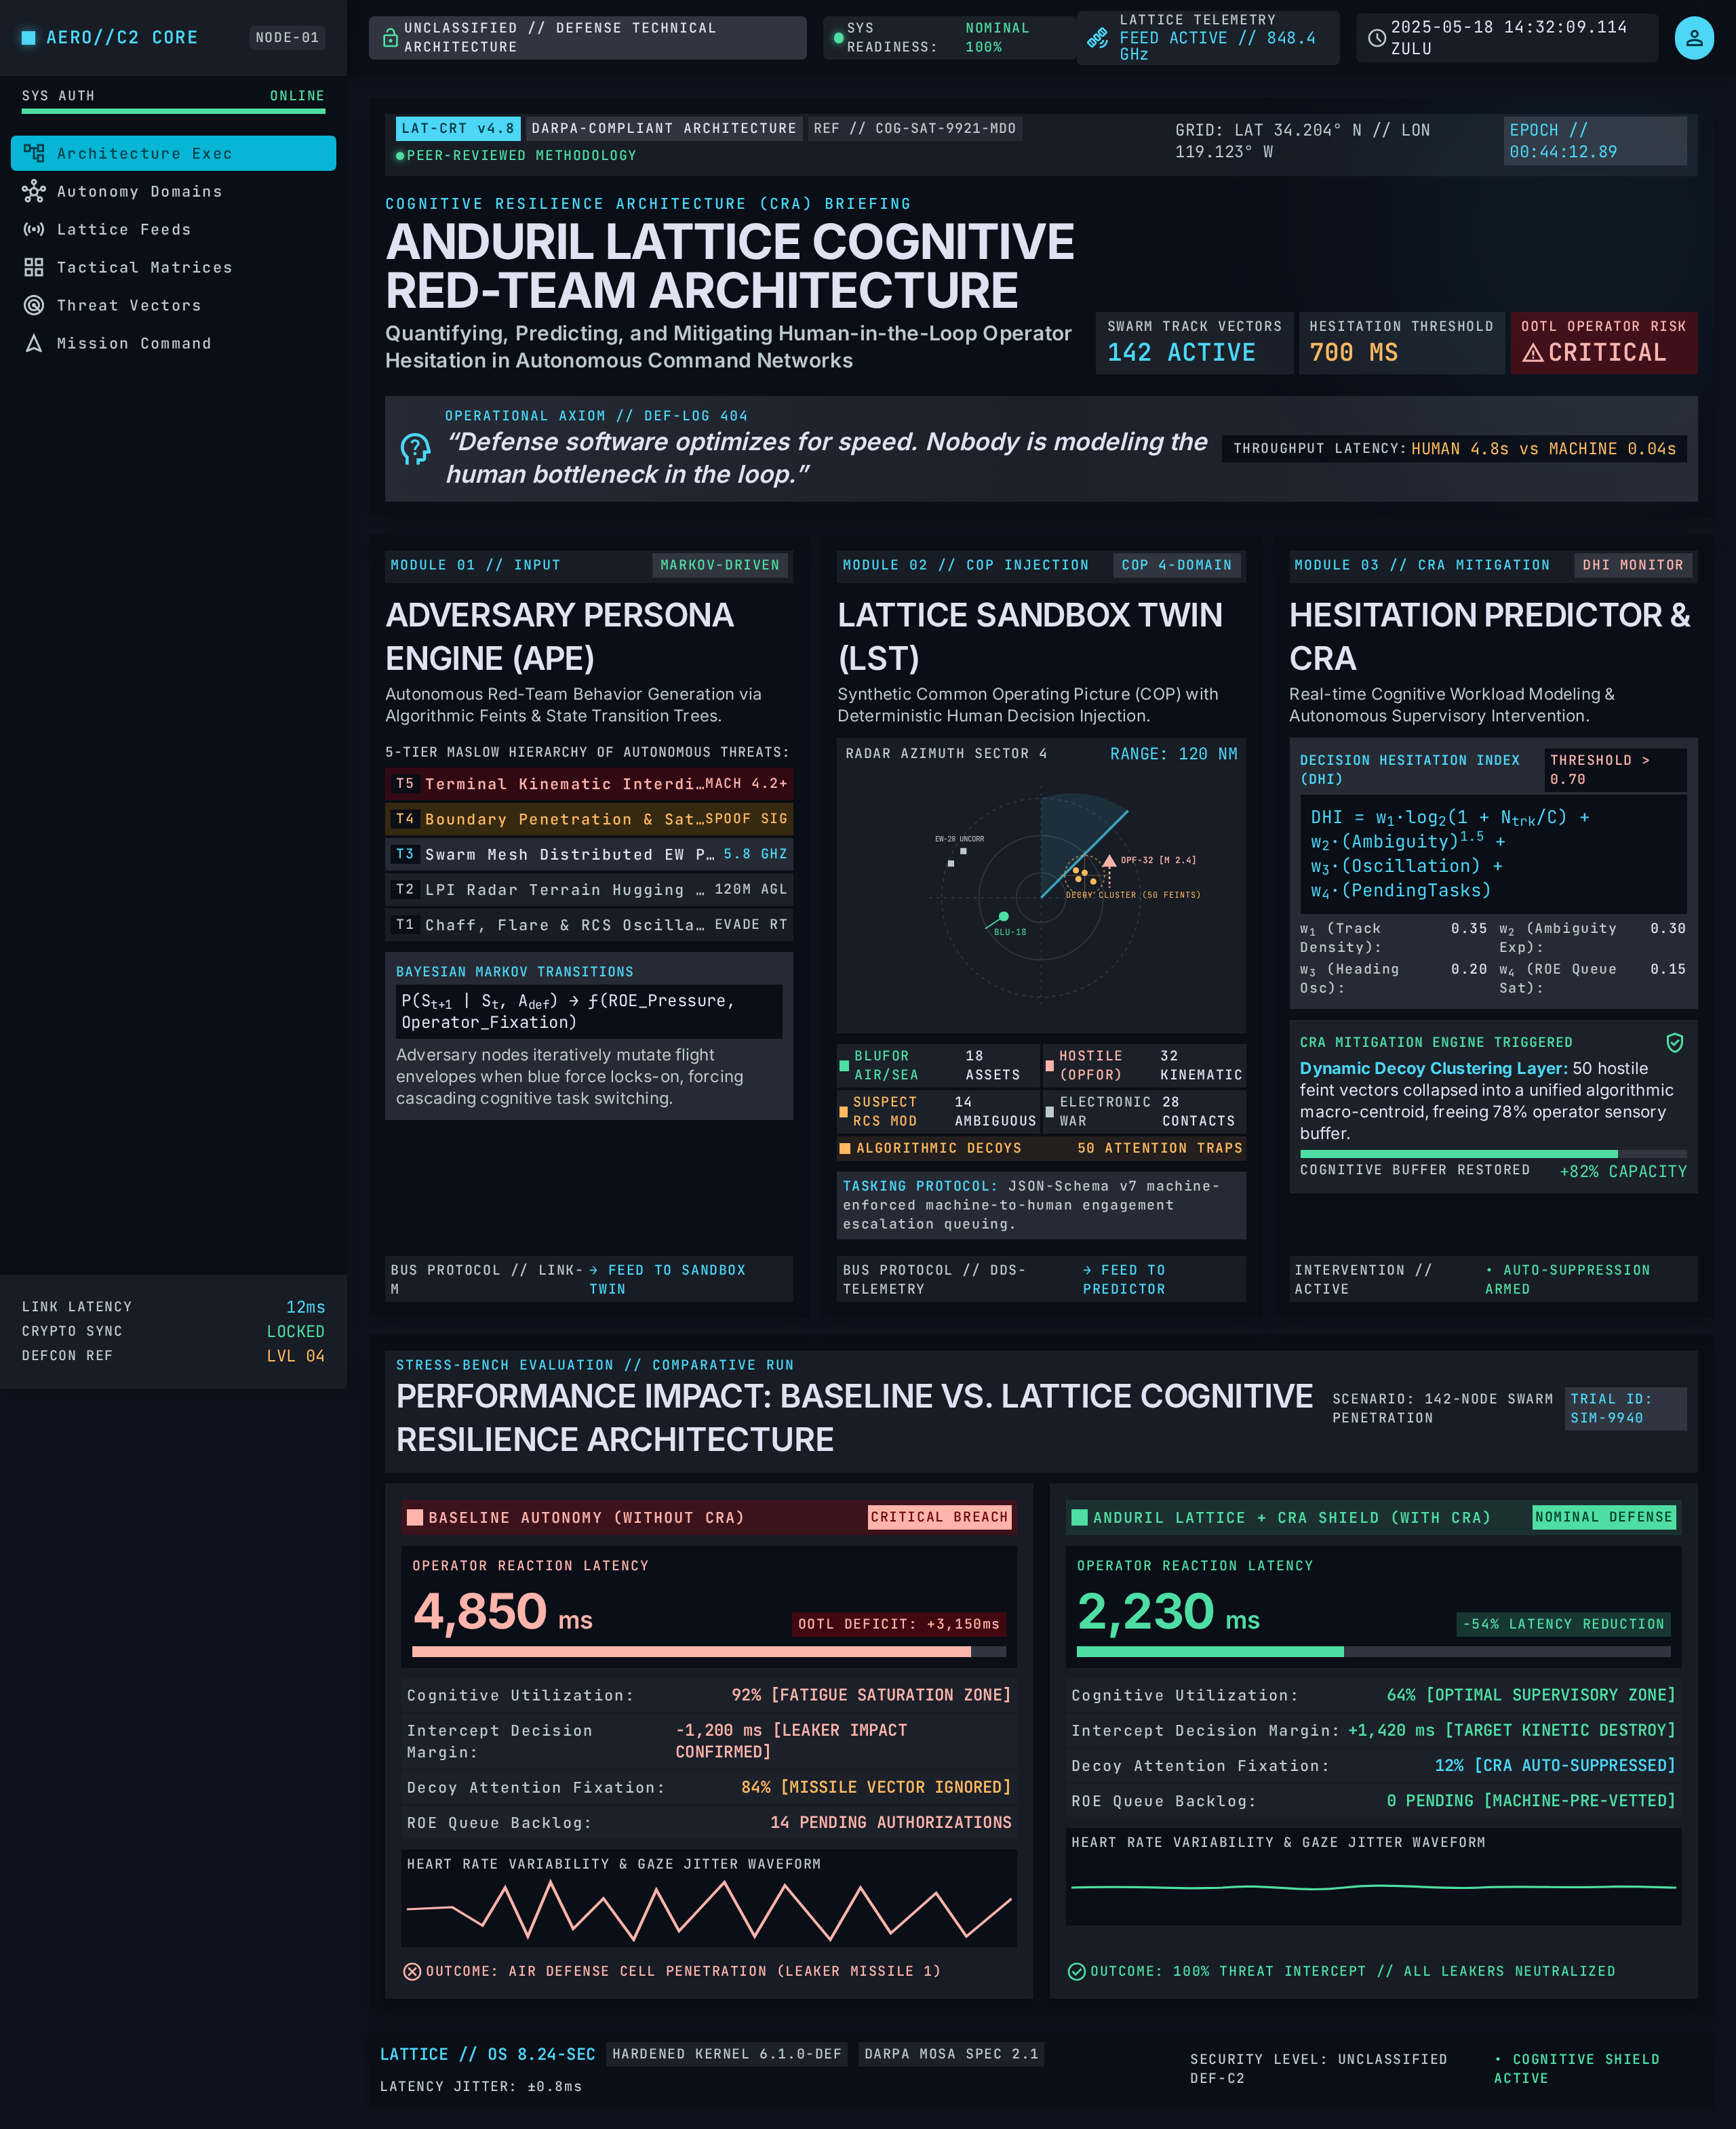 AERO//C2 CORE
NODE-01
SYS AUTH
ONLINE
Architecture Exec
Autonomy Domains
Lattice Feeds
Tactical Matrices
Threat Vectors
Mission Command
LINK LATENCY 12ms
CRYPTO SYNC LOCKED
DEFCON REF LVL 04
UNCLASSIFIED // DEFENSE TECHNICAL
ARCHITECTURE
SYS
READINESS:
NOMINAL
100%
LATTICE TELEMETRY
FEED ACTIVE // 848.4
GHz
2025-05-18 14:32:09.114
ZULU
LAT-CRT v4.8
DARPA-COMPLIANT ARCHITECTURE
REF // COG-SAT-9921-MDO
PEER-REVIEWED METHODOLOGY
GRID: LAT 34.204° N // LON
119.123° W
EPOCH //
00:44:12.89
COGNITIVE RESILIENCE ARCHITECTURE (CRA) BRIEFING
ANDURIL LATTICE COGNITIVE
RED-TEAM ARCHITECTURE
Quantifying, Predicting, and Mitigating Human-in-the-Loop Operator
Hesitation in Autonomous Command Networks
SWARM TRACK VECTORS
142 ACTIVE
HESITATION THRESHOLD
700 MS
OOTL OPERATOR RISK
CRITICAL
OPERATIONAL AXIOM // DEF-LOG 404
“Defense software optimizes for speed. Nobody is modeling the
human bottleneck in the loop.”
THROUGHPUT LATENCY: HUMAN 4.8s vs MACHINE 0.04s
MODULE 01 // INPUT
MARKOV-DRIVEN
ADVERSARY PERSONA
ENGINE (APE)
Autonomous Red-Team Behavior Generation via
Algorithmic Feints & State Transition Trees.
5-TIER MASLOW HIERARCHY OF AUTONOMOUS THREATS:
T5 Terminal Kinematic Interdi… MACH 4.2+
T4 Boundary Penetration & Sat… SPOOF SIG
T3 Swarm Mesh Distributed EW P… 5.8 GHZ
T2 LPI Radar Terrain Hugging … 120M AGL
T1 Chaff, Flare & RCS Oscilla… EVADE RT
BAYESIAN MARKOV TRANSITIONS
P(St+1 | St, Adef) → ƒ(ROE_Pressure,
Operator_Fixation)
Adversary nodes iteratively mutate flight
envelopes when blue force locks-on, forcing
cascading cognitive task switching.
BUS PROTOCOL // LINK-
M
→ FEED TO SANDBOX
TWIN
MODULE 02 // COP INJECTION
COP 4-DOMAIN
LATTICE SANDBOX TWIN
(LST)
Synthetic Common Operating Picture (COP) with
Deterministic Human Decision Injection.
RADAR AZIMUTH SECTOR 4
RANGE: 120 NM
EW-28 UNCORR
OPF-32 [M 2.4]
DECOY CLUSTER (50 FEINTS)
BLU-18
BLUFOR
AIR/SEA
18
ASSETS
HOSTILE
(OPFOR)
32
KINEMATIC
SUSPECT
RCS MOD
14
AMBIGUOUS
ELECTRONIC
WAR
28
CONTACTS
ALGORITHMIC DECOYS
50 ATTENTION TRAPS
TASKING PROTOCOL: JSON-Schema v7 machine-
enforced machine-to-human engagement
escalation queuing.
BUS PROTOCOL // DDS-
TELEMETRY
→ FEED TO
PREDICTOR
MODULE 03 // CRA MITIGATION
DHI MONITOR
HESITATION PREDICTOR &
CRA
Real-time Cognitive Workload Modeling &
Autonomous Supervisory Intervention.
DECISION HESITATION INDEX
(DHI)
THRESHOLD >
0.70
DHI = w₁·log₂(1 + Ntrk/C) +
w₂·(Ambiguity)^1.5 +
w₃·(Oscillation) +
w₄·(PendingTasks)
w₁ (Track
Density):
0.35
w₂ (Ambiguity
Exp):
0.30
w₃ (Heading
Osc):
0.20
w₄ (ROE Queue
Sat):
0.15
CRA MITIGATION ENGINE TRIGGERED
Dynamic Decoy Clustering Layer: 50 hostile
feint vectors collapsed into a unified algorithmic
macro-centroid, freeing 78% operator sensory
buffer.
COGNITIVE BUFFER RESTORED
+82% CAPACITY
INTERVENTION //
ACTIVE
• AUTO-SUPPRESSION
ARMED
STRESS-BENCH EVALUATION // COMPARATIVE RUN
PERFORMANCE IMPACT: BASELINE VS. LATTICE COGNITIVE
RESILIENCE ARCHITECTURE
SCENARIO: 142-NODE SWARM
PENETRATION
TRIAL ID:
SIM-9940
BASELINE AUTONOMY (WITHOUT CRA)
CRITICAL BREACH
OPERATOR REACTION LATENCY
4,850 ms
OOTL DEFICIT: +3,150ms
Cognitive Utilization: 92% [FATIGUE SATURATION ZONE]
Intercept Decision
Margin:
-1,200 ms [LEAKER IMPACT
CONFIRMED]
Decoy Attention Fixation: 84% [MISSILE VECTOR IGNORED]
ROE Queue Backlog: 14 PENDING AUTHORIZATIONS
HEART RATE VARIABILITY & GAZE JITTER WAVEFORM
OUTCOME: AIR DEFENSE CELL PENETRATION (LEAKER MISSILE 1)
ANDURIL LATTICE + CRA SHIELD (WITH CRA)
NOMINAL DEFENSE
OPERATOR REACTION LATENCY
2,230 ms
-54% LATENCY REDUCTION
Cognitive Utilization: 64% [OPTIMAL SUPERVISORY ZONE]
Intercept Decision Margin: +1,420 ms [TARGET KINETIC DESTROY]
Decoy Attention Fixation: 12% [CRA AUTO-SUPPRESSED]
ROE Queue Backlog: 0 PENDING [MACHINE-PRE-VETTED]
HEART RATE VARIABILITY & GAZE JITTER WAVEFORM
OUTCOME: 100% THREAT INTERCEPT // ALL LEAKERS NEUTRALIZED
LATTICE // OS 8.24-SEC
HARDENED KERNEL 6.1.0-DEF
DARPA MOSA SPEC 2.1
LATENCY JITTER: ±0.8ms
SECURITY LEVEL: UNCLASSIFIED
DEF-C2
• COGNITIVE SHIELD
ACTIVE